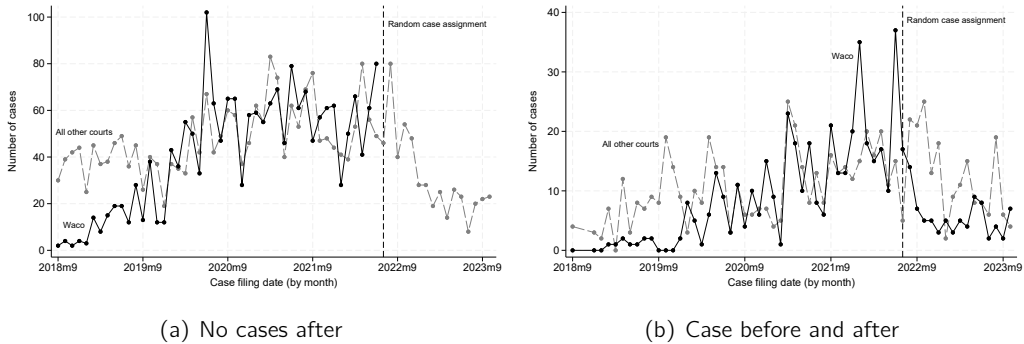 100
80
60
40
20
0
Number of cases
Random case assignment
All other courts
Waco
2018m9 2019m9 2020m9 2021m9 2022m9 2023m9
Case filing date (by month)
(a) No cases after
40
30
20
10
0
Number of cases
Random case assignment
Waco
All other courts
2018m9 2019m9 2020m9 2021m9 2022m9 2023m9
Case filing date (by month)
(b) Case before and after